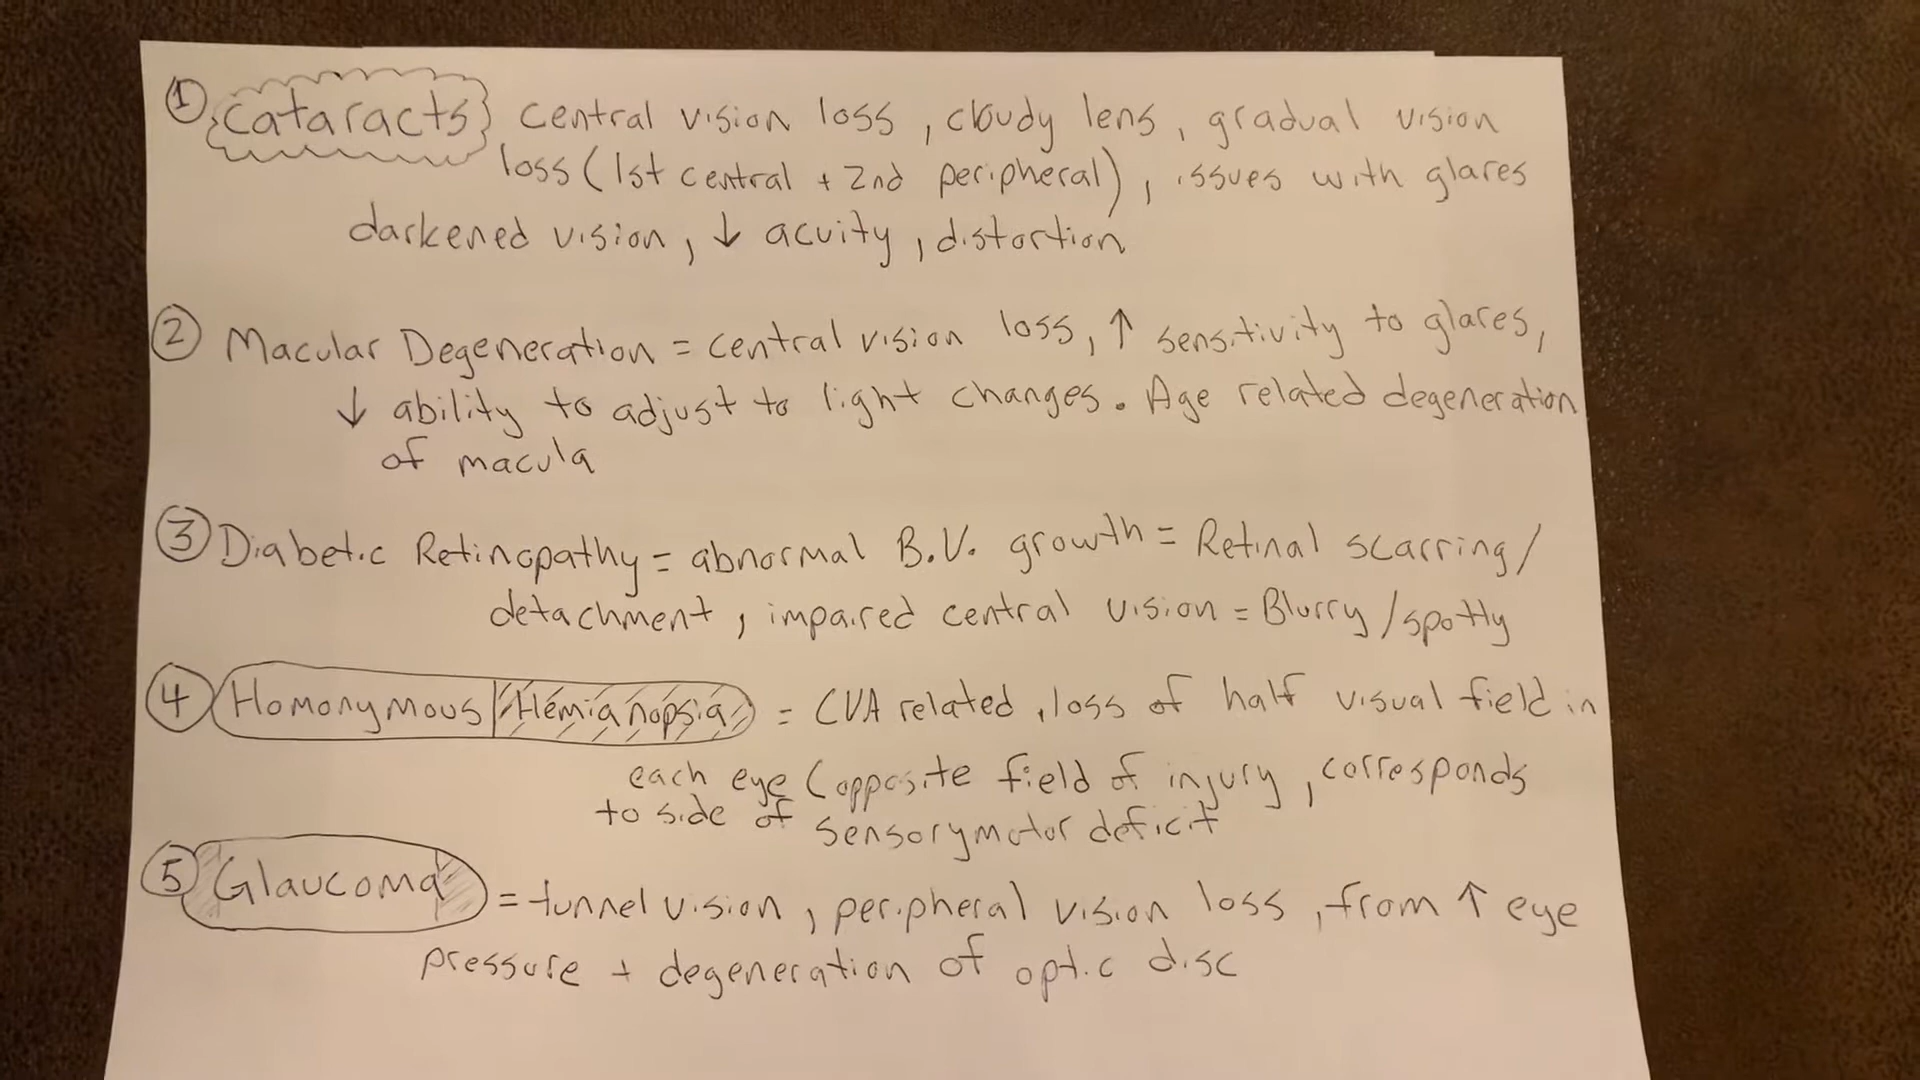 ① Cataracts central vision loss, cloudy lens, gradual vision
loss (1st central + 2nd peripheral), issues with glares
darkened vision, ↓ acuity, distortion
② Macular Degeneration = central vision loss, ↑ sensitivity to glares,
↓ ability to adjust to light changes. Age related degeneration
of macula
③ Diabetic Retinopathy = abnormal B.V. growth = Retinal scarring/
detachment, impaired central vision = Blurry/spotty
④ Homonymous Hemianopsia = CVA related, loss of half visual field in
each eye (opposite field of injury, corresponds
to side of sensorymotor deficit
⑤ Glaucoma = tunnel vision, peripheral vision loss, from ↑ eye
pressure + degeneration of optic disc